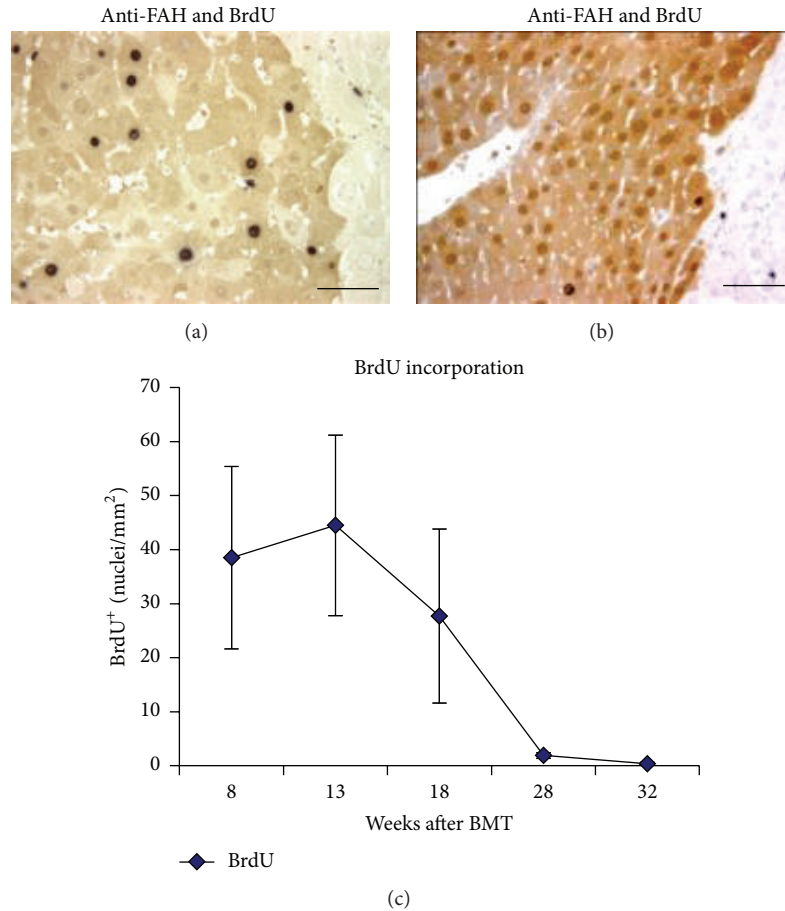 Anti-FAH and BrdU
Anti-FAH and BrdU
(a)
(b)
BrdU incorporation
70
60
50
40
30
20
10
0
BrdU⁺ (nuclei/mm²)
8 13 18 28 32
Weeks after BMT
BrdU
(c)